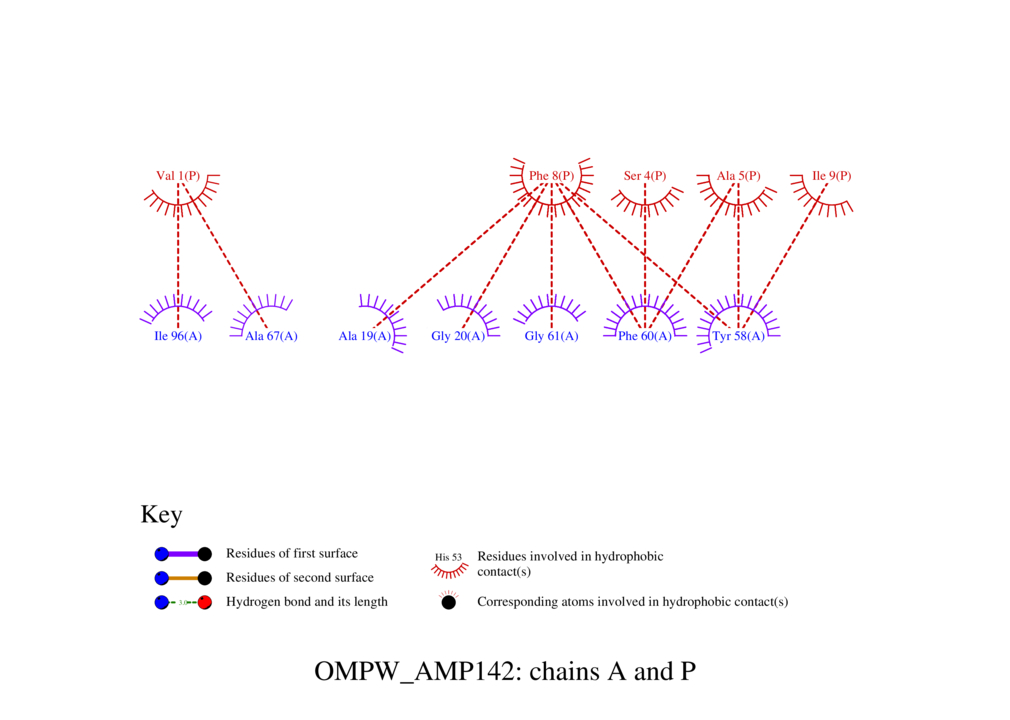 Val 1(P) Phe 8(P) Ser 4(P) Ala 5(P) Ile 9(P)
Ile 96(A) Ala 67(A) Ala 19(A) Gly 20(A) Gly 61(A) Phe 60(A) Tyr 58(A)
Key
Residues of first surface
Residues of second surface
3.0
Hydrogen bond and its length
His 53
Residues involved in hydrophobic
contact(s)
Corresponding atoms involved in hydrophobic contact(s)
OMPW_AMP142: chains A and P